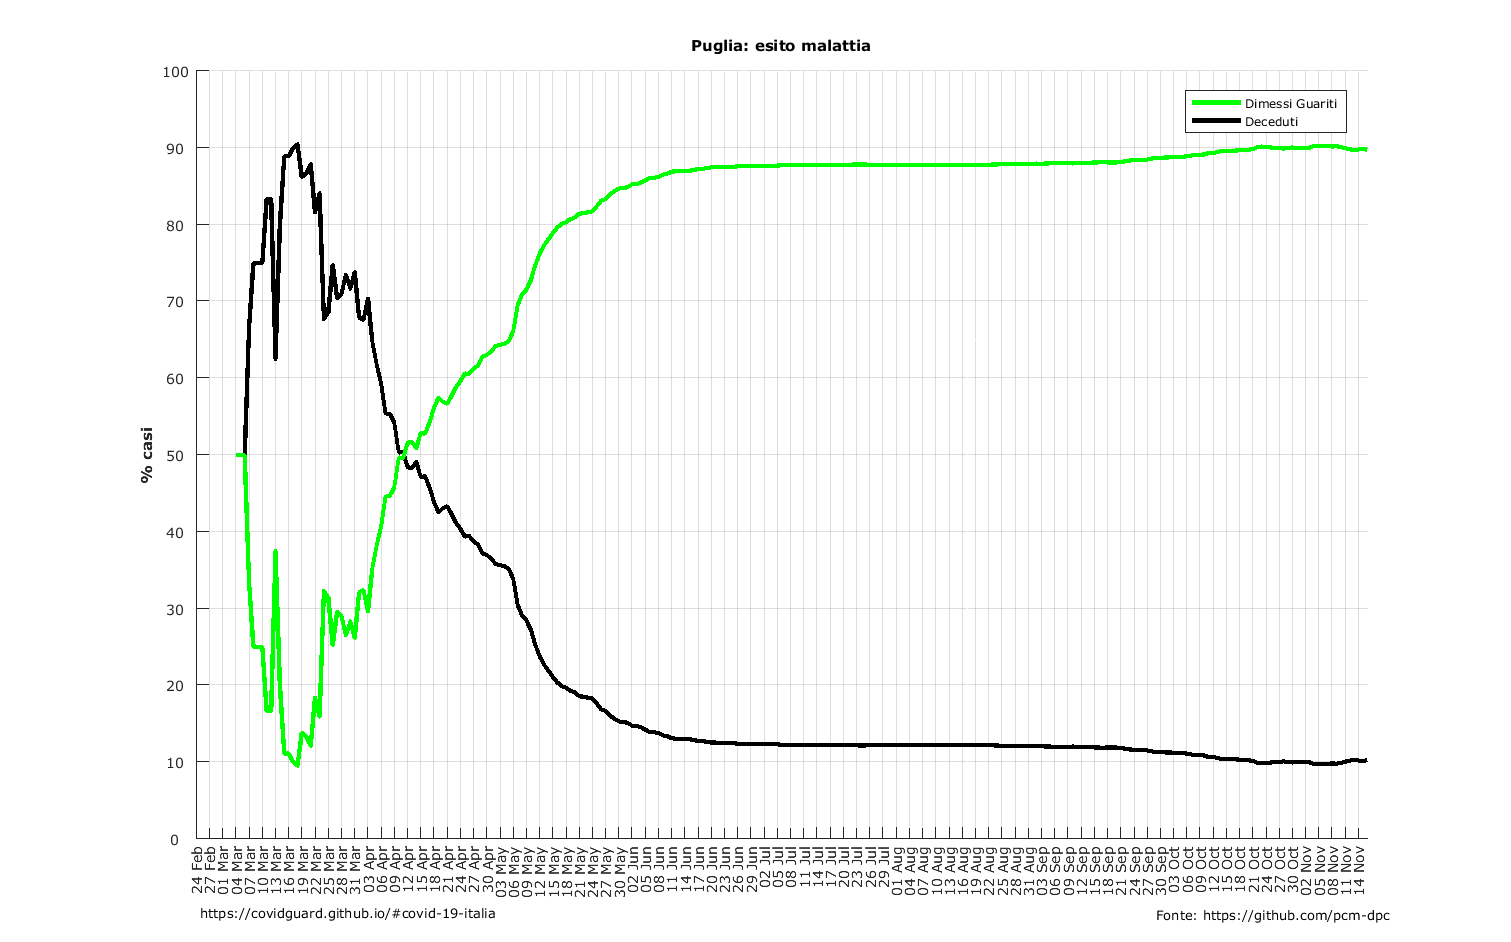 Puglia: esito malattia
Dimessi Guariti
Deceduti
% casi
100
90
80
70
60
50
40
30
20
10
0
24 Feb
27 Feb
01 Mar
04 Mar
07 Mar
10 Mar
13 Mar
16 Mar
19 Mar
22 Mar
25 Mar
28 Mar
31 Mar
03 Apr
06 Apr
09 Apr
12 Apr
15 Apr
18 Apr
21 Apr
24 Apr
27 Apr
30 Apr
03 May
06 May
09 May
12 May
15 May
18 May
21 May
24 May
27 May
30 May
02 Jun
05 Jun
08 Jun
11 Jun
14 Jun
17 Jun
20 Jun
23 Jun
26 Jun
29 Jun
02 Jul
05 Jul
08 Jul
11 Jul
14 Jul
17 Jul
20 Jul
23 Jul
26 Jul
29 Jul
01 Aug
04 Aug
07 Aug
10 Aug
13 Aug
16 Aug
19 Aug
22 Aug
25 Aug
28 Aug
31 Aug
03 Sep
06 Sep
09 Sep
12 Sep
15 Sep
18 Sep
21 Sep
24 Sep
27 Sep
30 Sep
03 Oct
06 Oct
09 Oct
12 Oct
15 Oct
18 Oct
21 Oct
24 Oct
27 Oct
30 Oct
02 Nov
05 Nov
08 Nov
11 Nov
14 Nov
https://covidguard.github.io/#covid-19-italia
Fonte: https://github.com/pcm-dpc